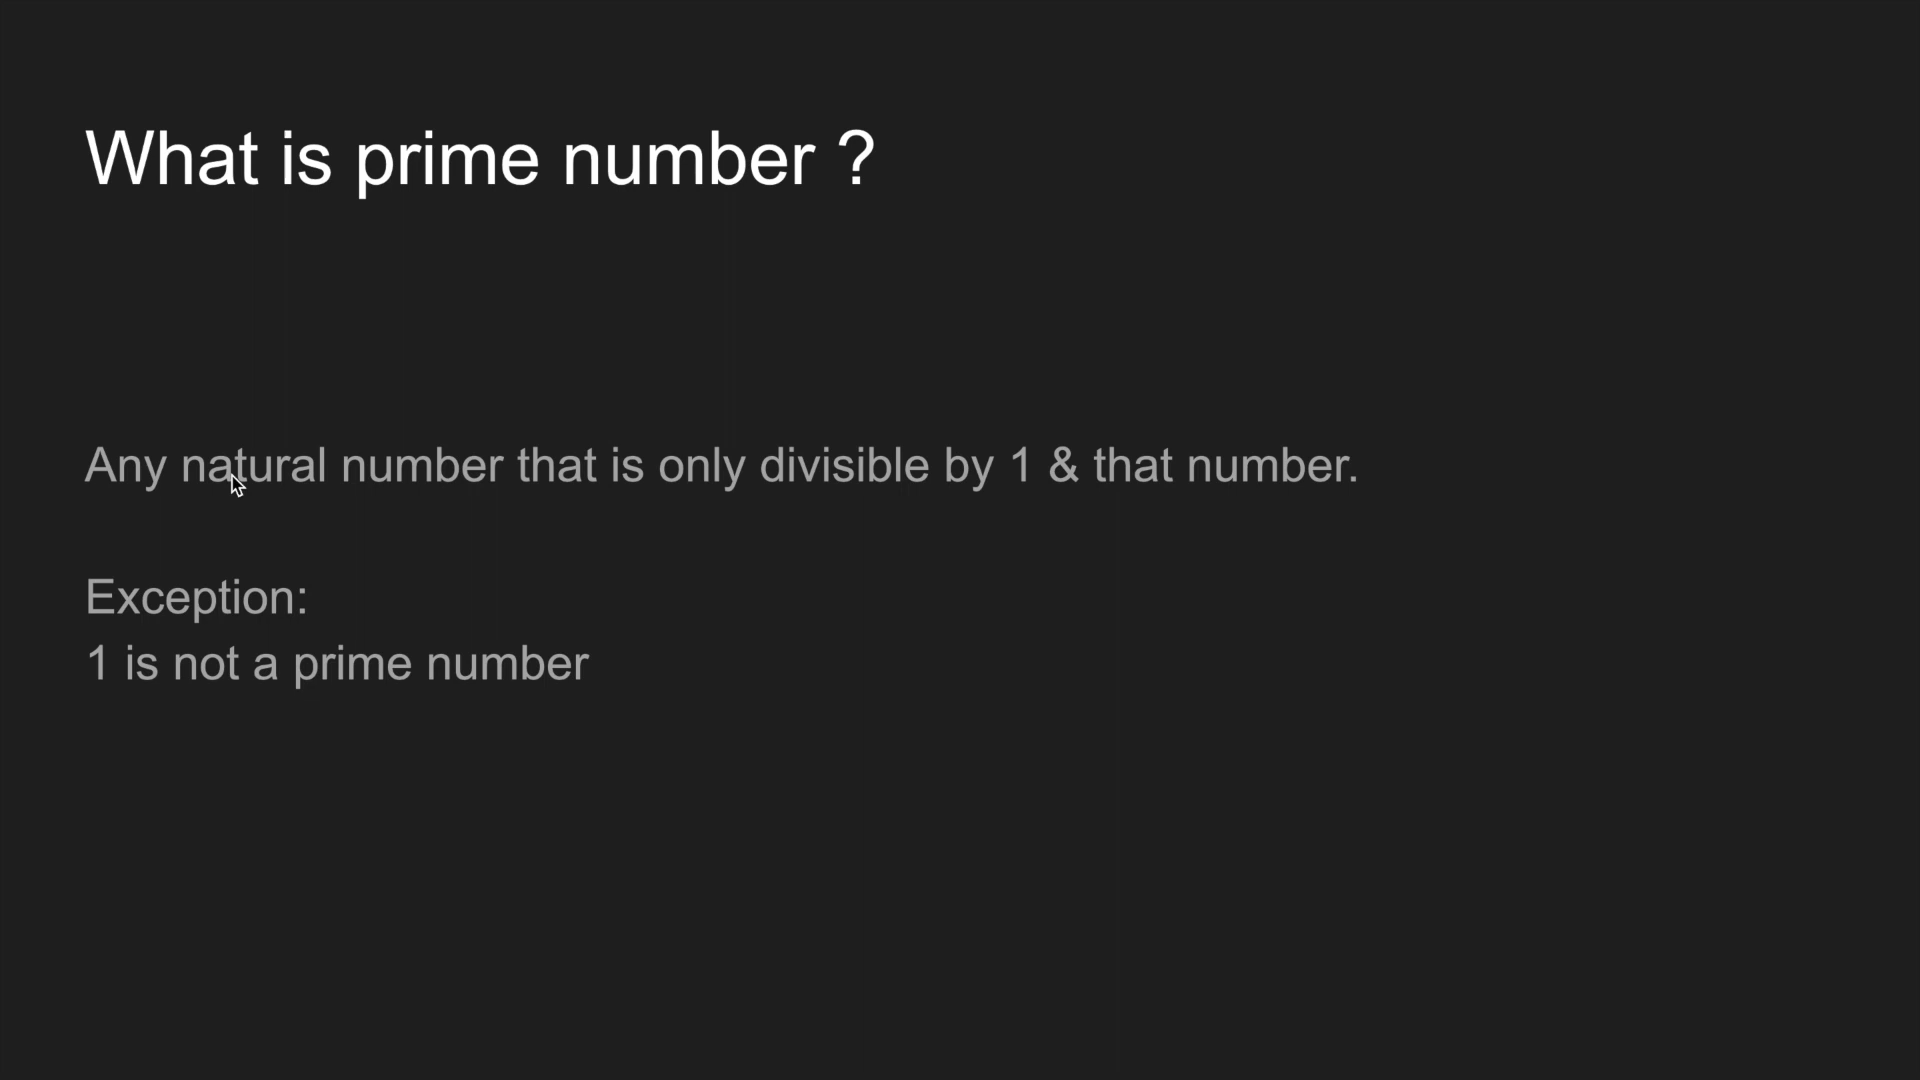 What is prime number ?
Any natural number that is only divisible by 1 & that number.
Exception:
1 is not a prime number